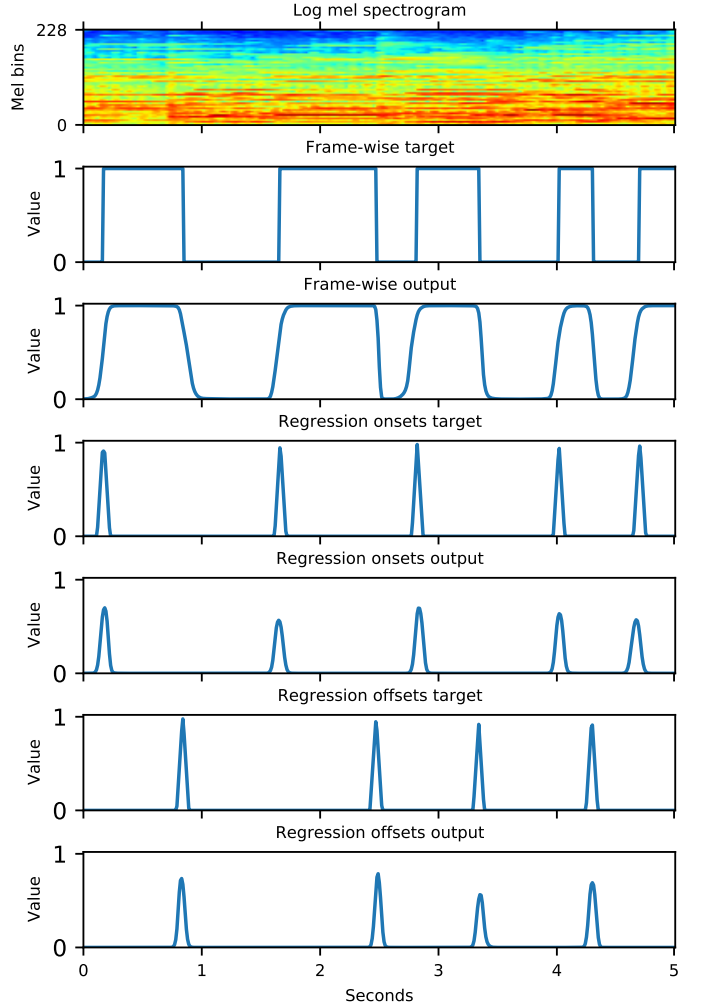 Log mel spectrogram
228
Mel bins
0
Frame-wise target
1
Value
0
Frame-wise output
1
Value
0
Regression onsets target
1
Value
0
Regression onsets output
1
Value
0
Regression offsets target
1
Value
0
Regression offsets output
1
Value
0
0 1 2 3 4 5
Seconds